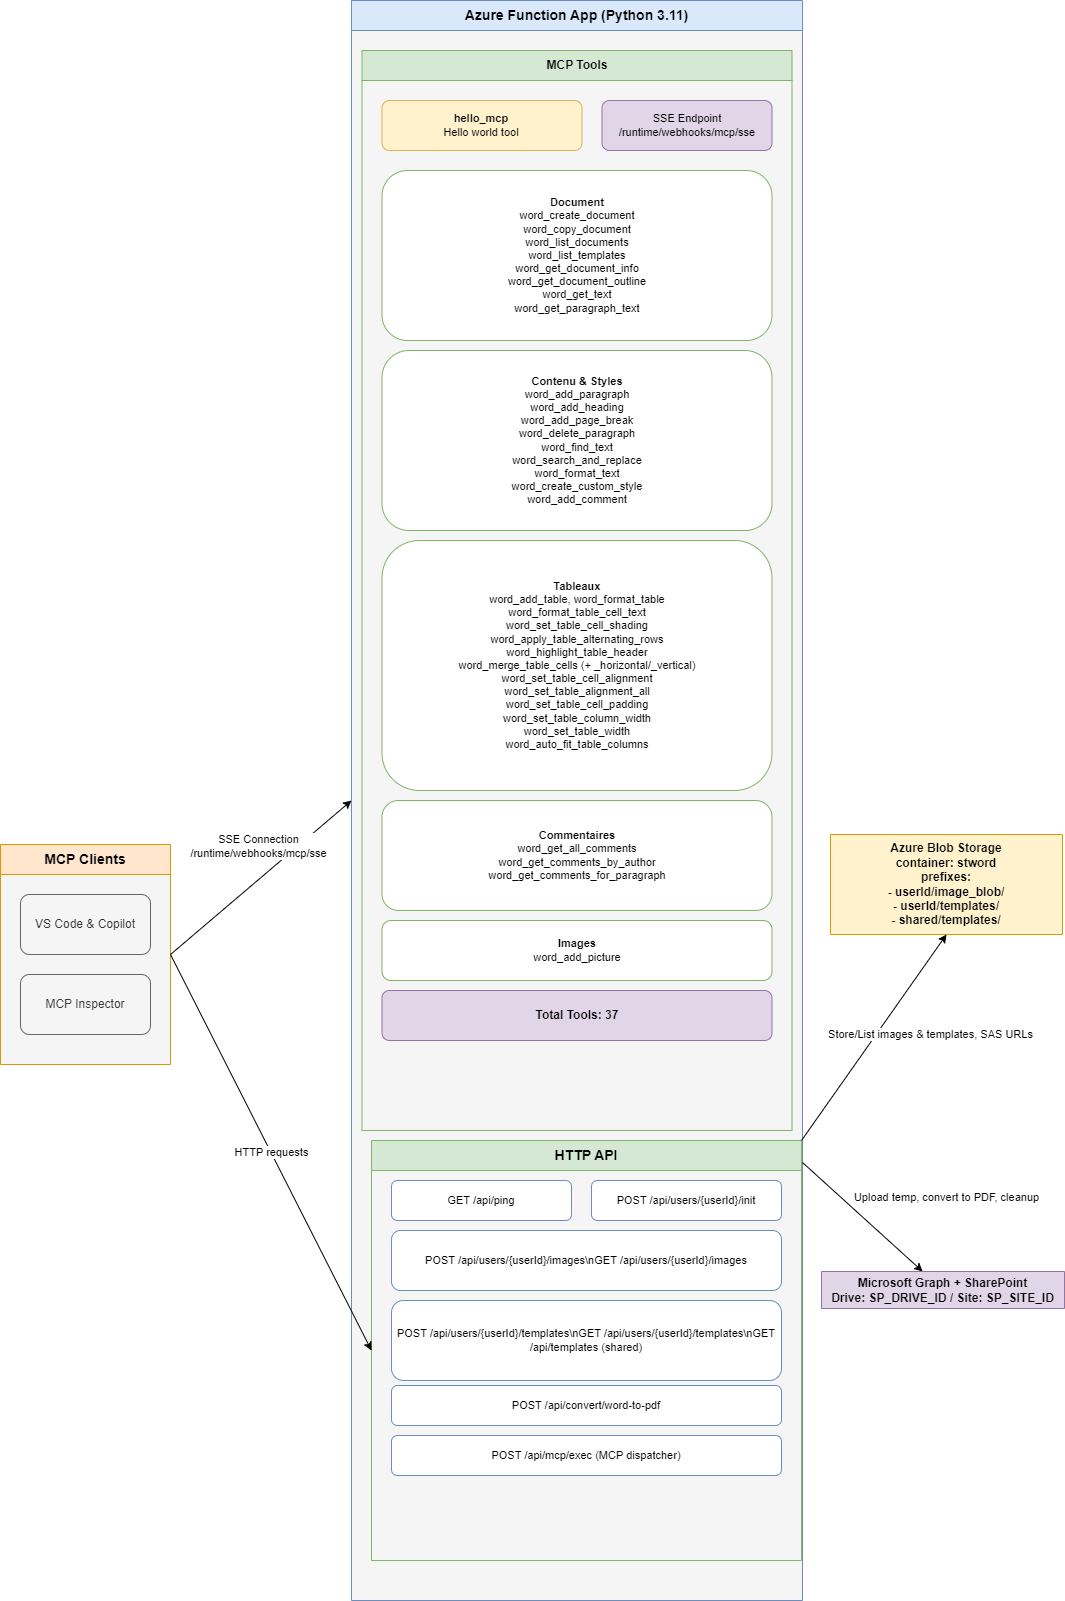 Azure Function App (Python 3.11)
MCP Tools
hello_mcp
Hello world tool
SSE Endpoint
/runtime/webhooks/mcp/sse
Document
word_create_document
word_copy_document
word_list_documents
word_list_templates
word_get_document_info
word_get_document_outline
word_get_text
word_get_paragraph_text
Contenu & Styles
word_add_paragraph
word_add_heading
word_add_page_break
word_delete_paragraph
word_find_text
word_search_and_replace
word_format_text
word_create_custom_style
word_add_comment
Tableaux
word_add_table, word_format_table
word_format_table_cell_text
word_set_table_cell_shading
word_apply_table_alternating_rows
word_highlight_table_header
word_merge_table_cells (+ _horizontal/_vertical)
word_set_table_cell_alignment
word_set_table_alignment_all
word_set_table_cell_padding
word_set_table_column_width
word_set_table_width
word_auto_fit_table_columns
Commentaires
word_get_all_comments
word_get_comments_by_author
word_get_comments_for_paragraph
Images
word_add_picture
Total Tools: 37
SSE Connection
/runtime/webhooks/mcp/sse
MCP Clients
VS Code & Copilot
MCP Inspector
HTTP requests
Azure Blob Storage
container: stword
prefixes:
- userId/image_blob/
- userId/templates/
- shared/templates/
Store/List images & templates, SAS URLs
Upload temp, convert to PDF, cleanup
Microsoft Graph + SharePoint
Drive: SP_DRIVE_ID / Site: SP_SITE_ID
HTTP API
GET /api/ping
POST /api/users/{userId}/init
POST /api/users/{userId}/images\nGET /api/users/{userId}/images
POST /api/users/{userId}/templates\nGET /api/users/{userId}/templates\nGET
/api/templates (shared)
POST /api/convert/word-to-pdf
POST /api/mcp/exec (MCP dispatcher)